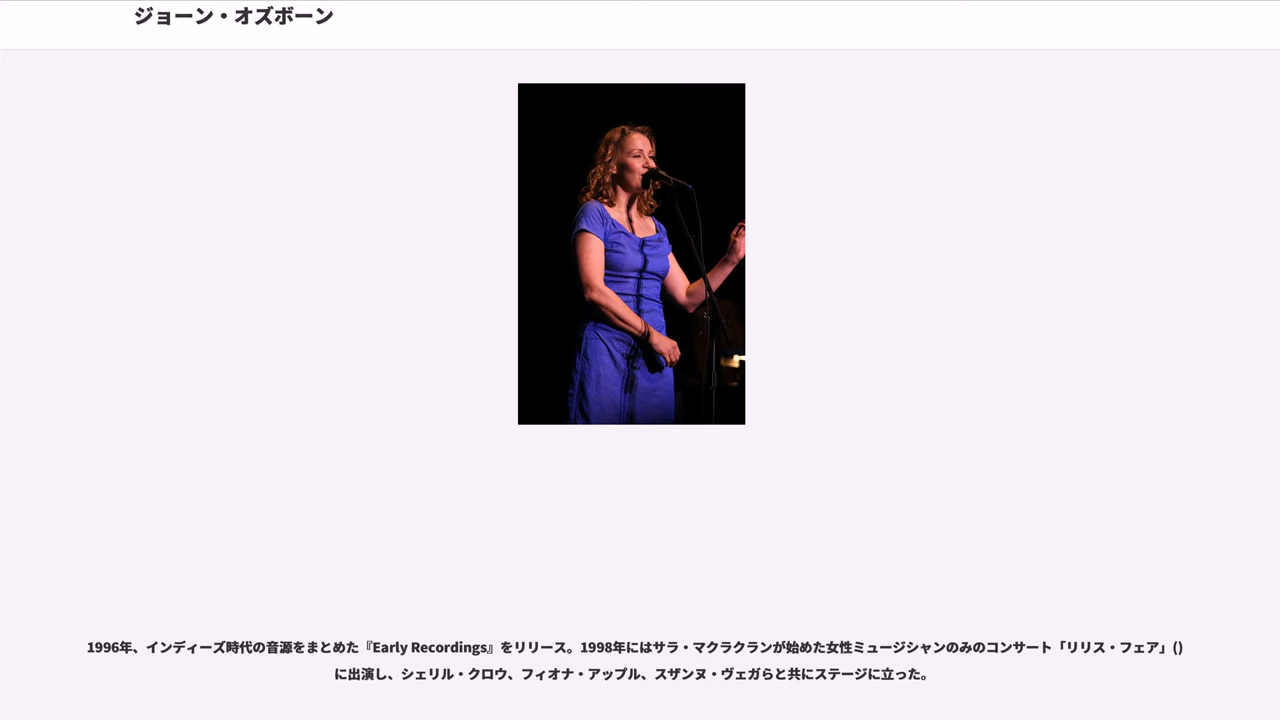 ジョーン・オズボーン
1996年、インディーズ時代の音源をまとめた『Early Recordings』をリリース。1998年にはサラ・マクラクランが始めた女性ミュージシャンのみのコンサート「リリス・フェア」()
に出演し、シェリル・クロウ、フィオナ・アップル、スザンヌ・ヴェガらと共にステージに立った。